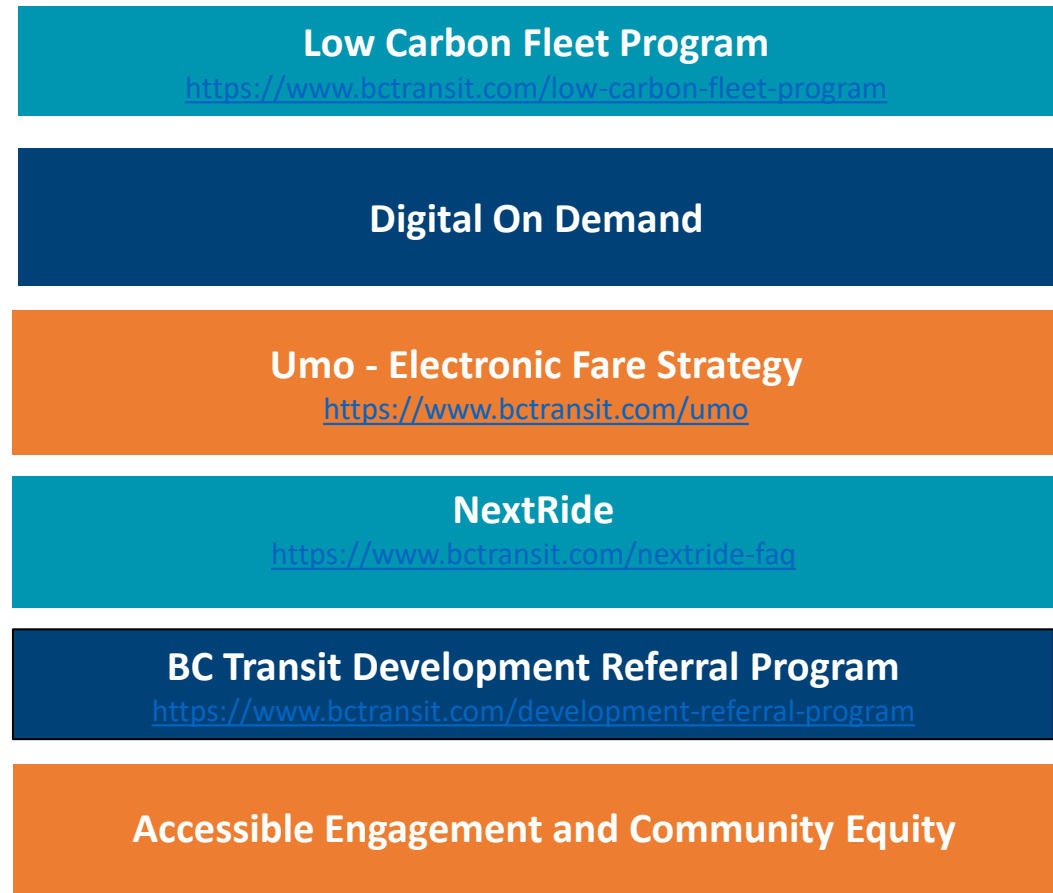 Low Carbon Fleet Program
https://www.bctransit.com/low-carbon-fleet-program
Digital On Demand
Umo - Electronic Fare Strategy
https://www.bctransit.com/umo
NextRide
https://www.bctransit.com/nextride-faq
BC Transit Development Referral Program
https://www.bctransit.com/development-referral-program
Accessible Engagement and Community Equity